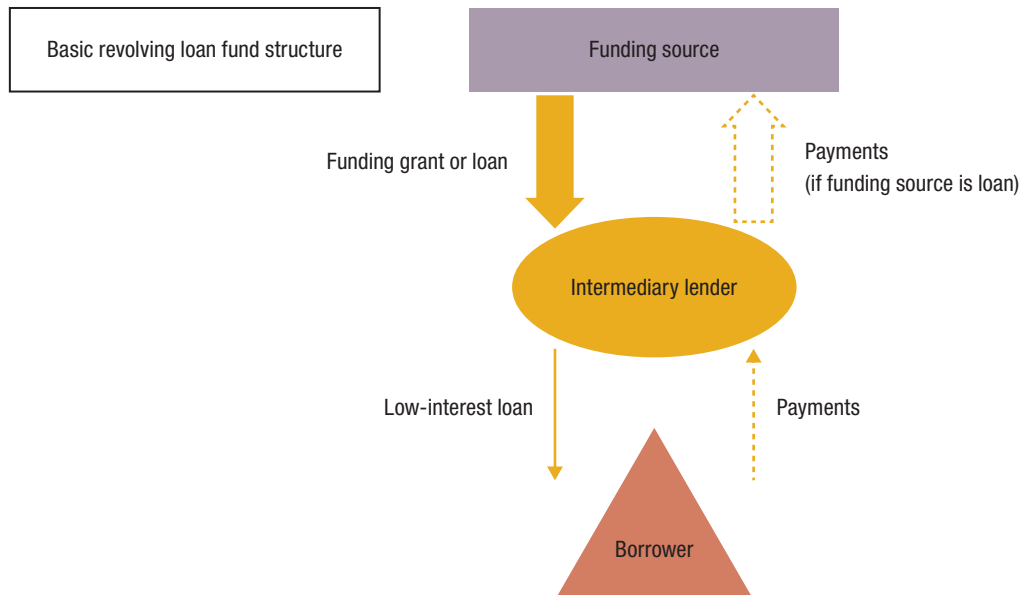 Basic revolving loan fund structure
Funding source
Funding grant or loan
Payments
(if funding source is loan)
Intermediary lender
Low-interest loan
Payments
Borrower